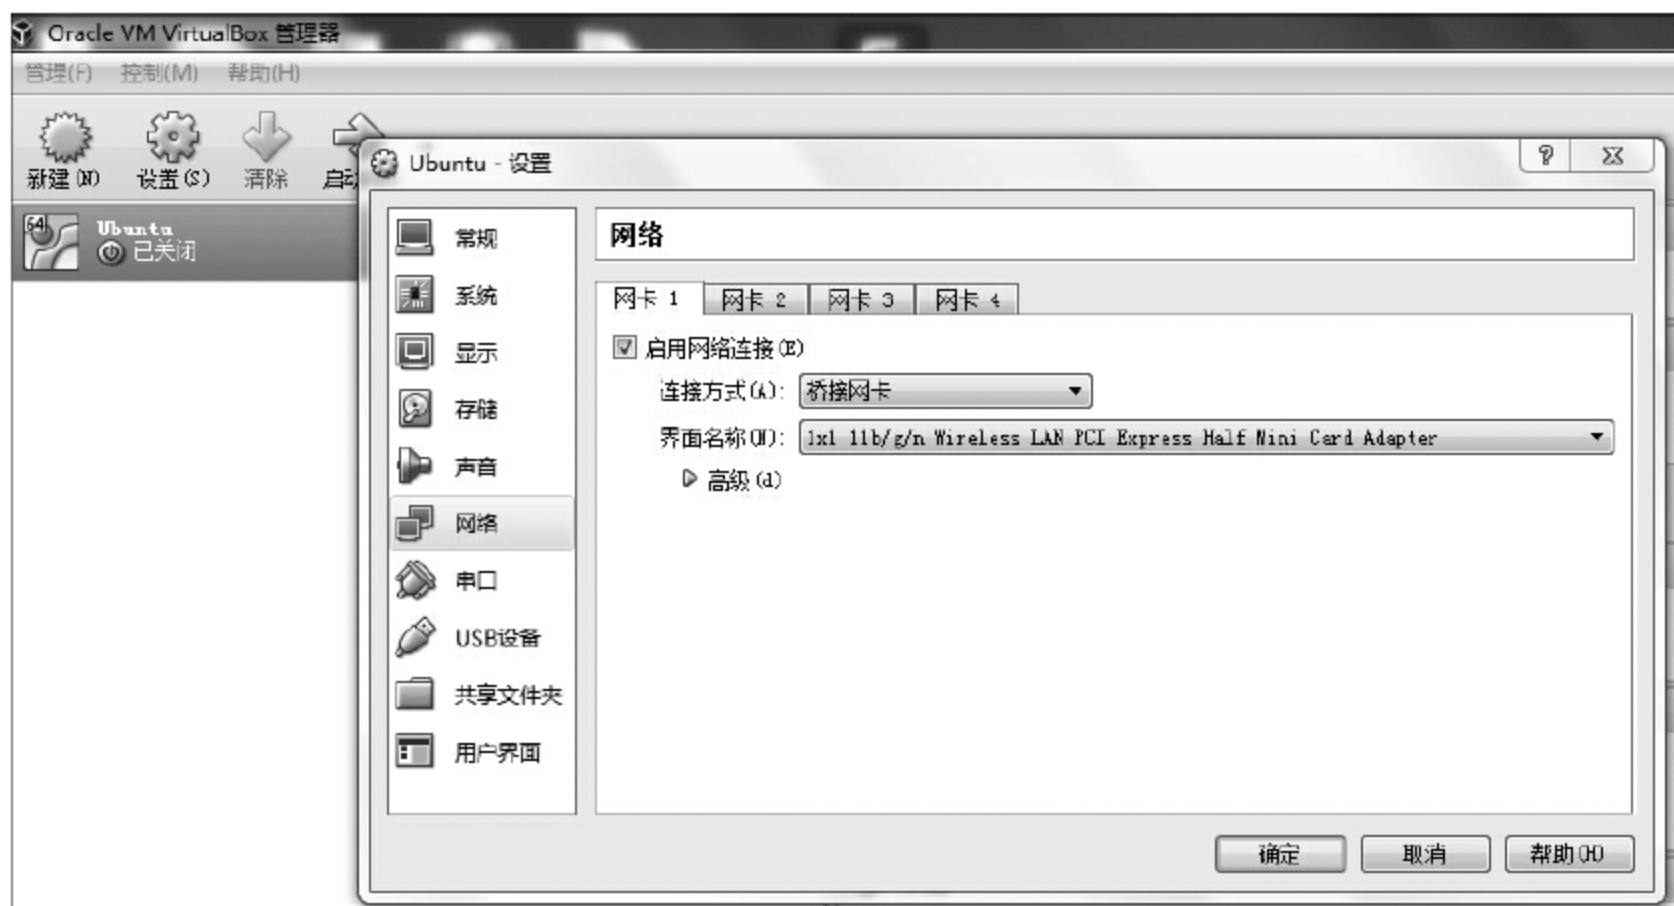 Oracle VM VirtualBox 管理器
管理(F) 控制(M) 帮助(H)
新建(N) 设置(S) 清除 启动
Ubuntu - 设置
64
Ubuntu
已关闭
常规
系统
显示
存储
声音
网络
串口
USB设备
共享文件夹
用户界面
网络
网卡 1 网卡 2 网卡 3 网卡 4
启用网络连接(E)
连接方式(A): 桥接网卡
界面名称(N): 1x1 11b/g/n Wireless LAN PCI Express Half Mini Card Adapter
高级(d)
确定 取消 帮助(H)